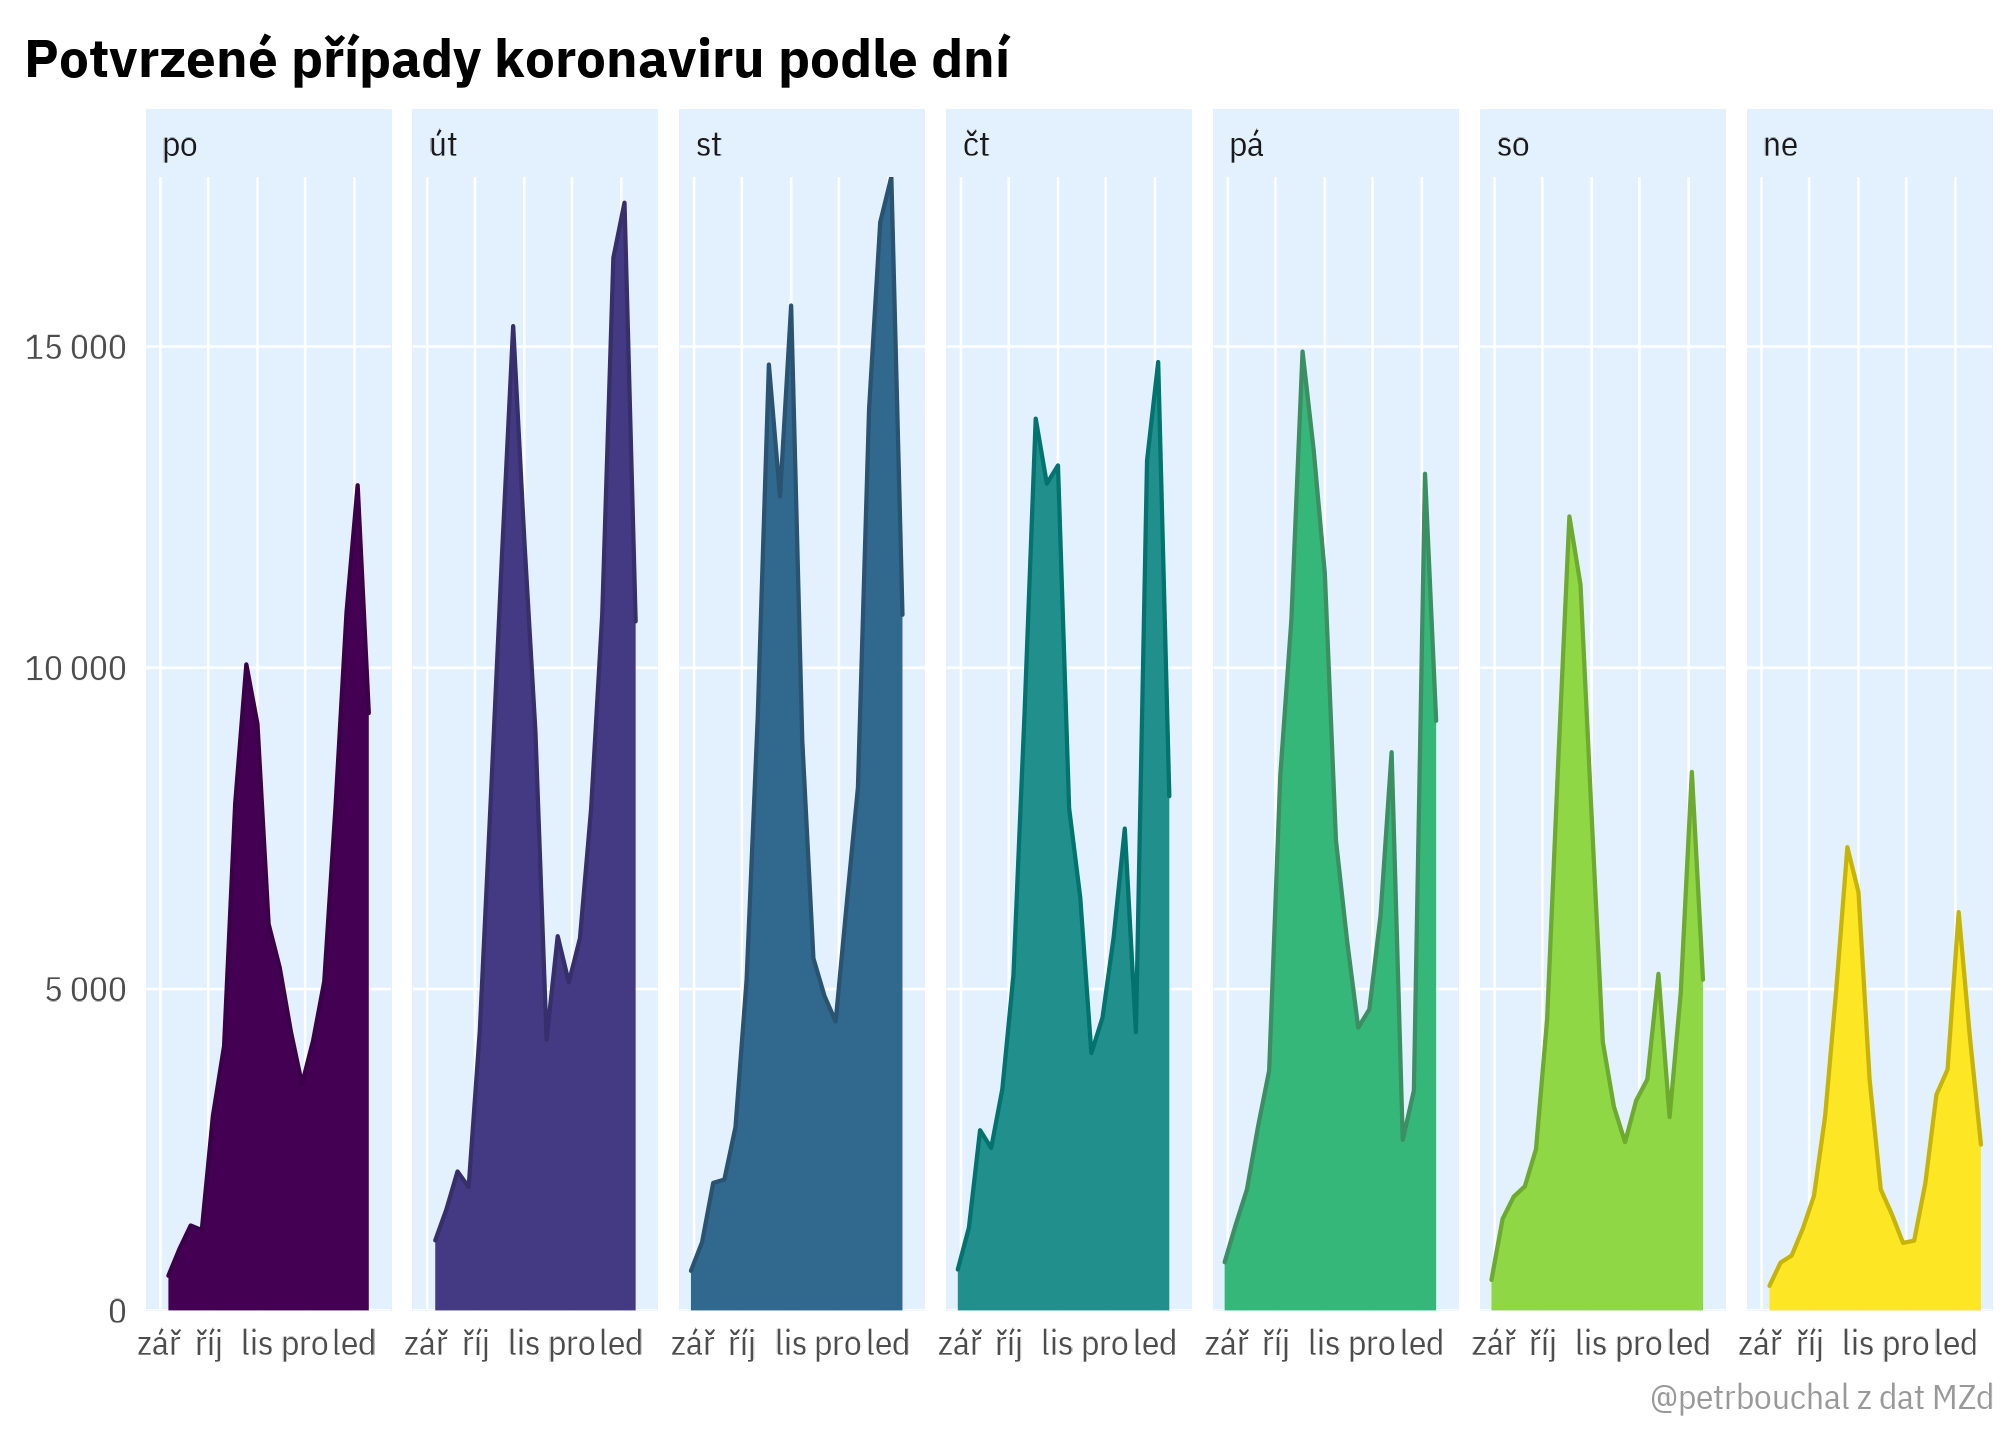 Potvrzené případy koronaviru podle dní
po út st čt pá so ne
15 000
10 000
5 000
0
zář říj lis pro led zář říj lis pro led zář říj lis pro led zář říj lis pro led zář říj lis pro led zář říj lis pro led zář říj lis pro led
@petrbouchal z dat MZd